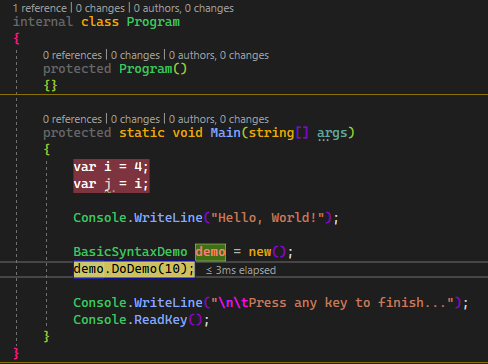 1 reference | 0 changes | 0 authors, 0 changes
internal class Program
{
0 references | 0 changes | 0 authors, 0 changes
protected Program()
{}
0 references | 0 changes | 0 authors, 0 changes
protected static void Main(string[] args)
{
var i = 4;
var j = i;
Console.WriteLine("Hello, World!");
BasicSyntaxDemo demo = new();
demo.DoDemo(10); ≤ 3ms elapsed
Console.WriteLine("\n\tPress any key to finish...");
Console.ReadKey();
}
}